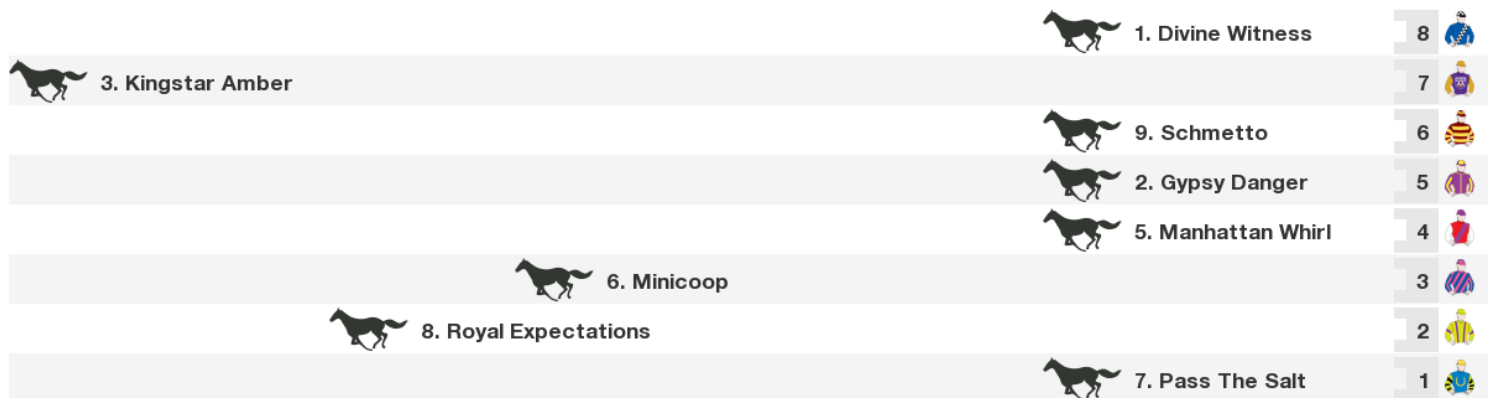 1. Divine Witness 8
3. Kingstar Amber 7
9. Schmetto 6
2. Gypsy Danger 5
5. Manhattan Whirl 4
6. Minicoop 3
8. Royal Expectations 2
7. Pass The Salt 1